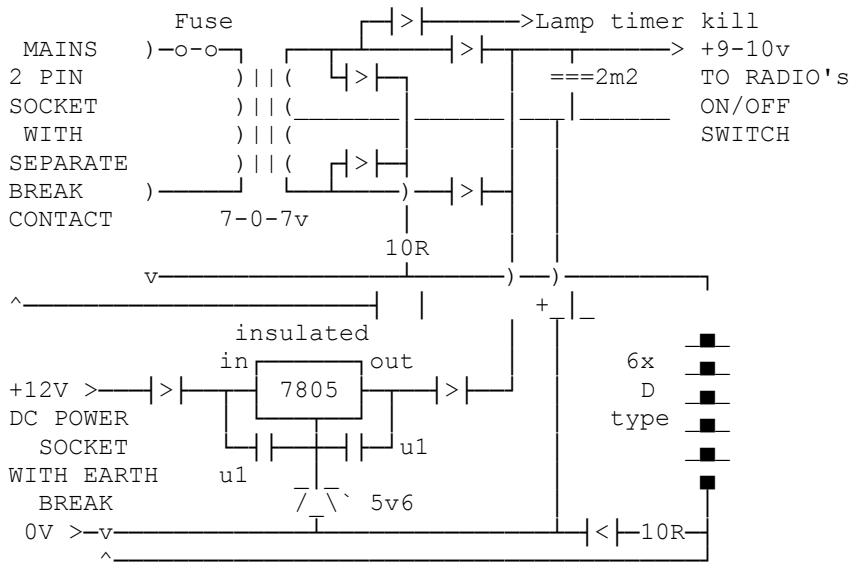 Fuse >Lamp timer kill
MAINS )—o—o— > +9-10v
2 PIN ===2m2 TO RADIO's
SOCKET ON/OFF
WITH SWITCH
SEPARATE
BREAK
CONTACT 7-0-7v
10R
v
^ +
insulated
in out 6x
+12V > 7805 D
DC POWER type
SOCKET u1
WITH EARTH u1
BREAK 5v6
0V >—v 10R
^